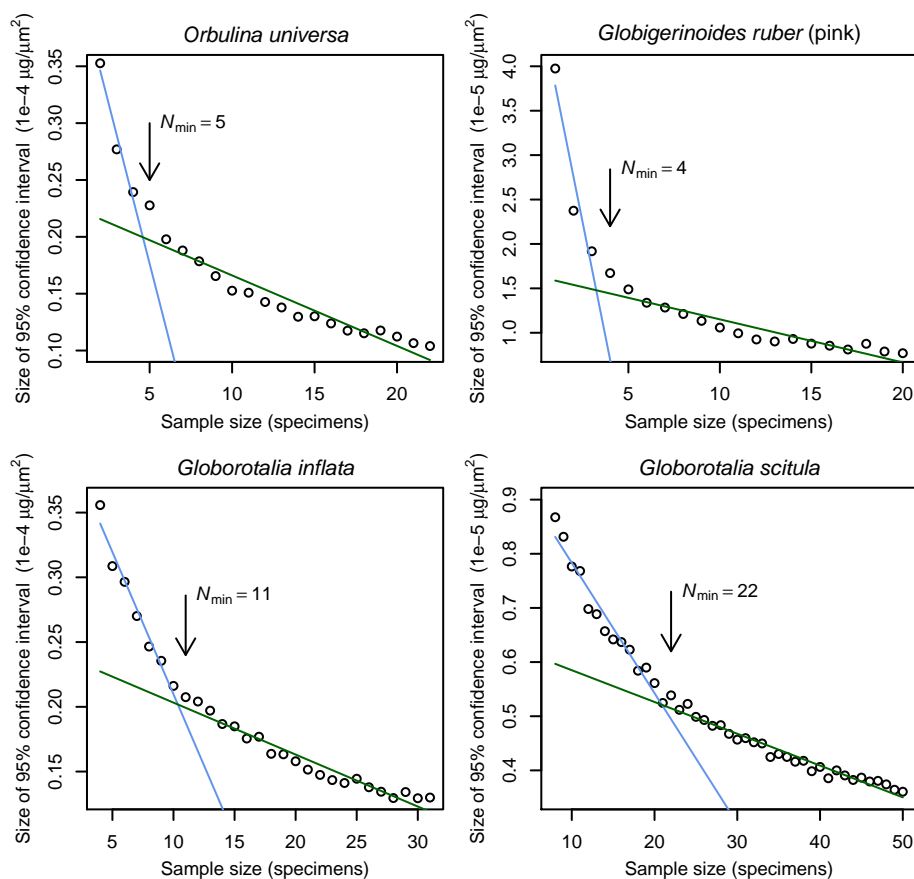 Orbulina universa
Size of 95% confidence interval (1e−4 μg/μm²)
0.35
0.30
0.25
0.20
0.15
0.10
N min = 5
5 10 15 20
Sample size (specimens)
Globigerinoides ruber (pink)
Size of 95% confidence interval (1e−5 μg/μm²)
4.0
3.5
3.0
2.5
2.0
1.5
1.0
N min = 4
5 10 15 20
Sample size (specimens)
Globorotalia inflata
Size of 95% confidence interval (1e−4 μg/μm²)
0.35
0.30
0.25
0.20
0.15
N min = 11
5 10 15 20 25 30
Sample size (specimens)
Globorotalia scitula
Size of 95% confidence interval (1e−5 μg/μm²)
0.9
0.8
0.7
0.6
0.5
0.4
N min = 22
10 20 30 40 50
Sample size (specimens)